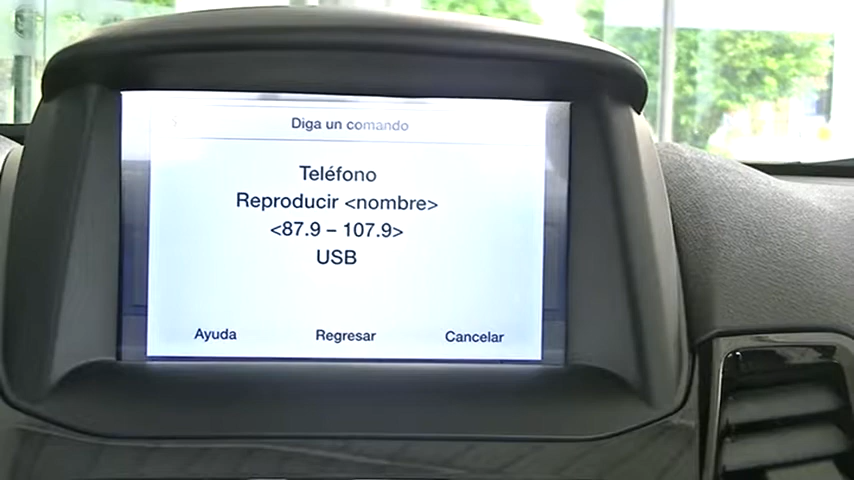 Diga un comando
Teléfono
Reproducir <nombre>
<87.9 – 107.9>
USB
Ayuda Regresar Cancelar